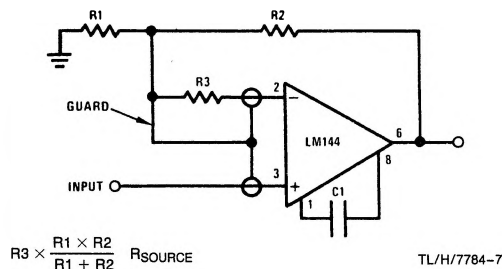 R1
R2
R3
2
GUARD
−
LM144
6
8
INPUT
3
+
1
C1
R3 × R1 × R2 RSOURCE
R1 + R2
TL/H/7784–7